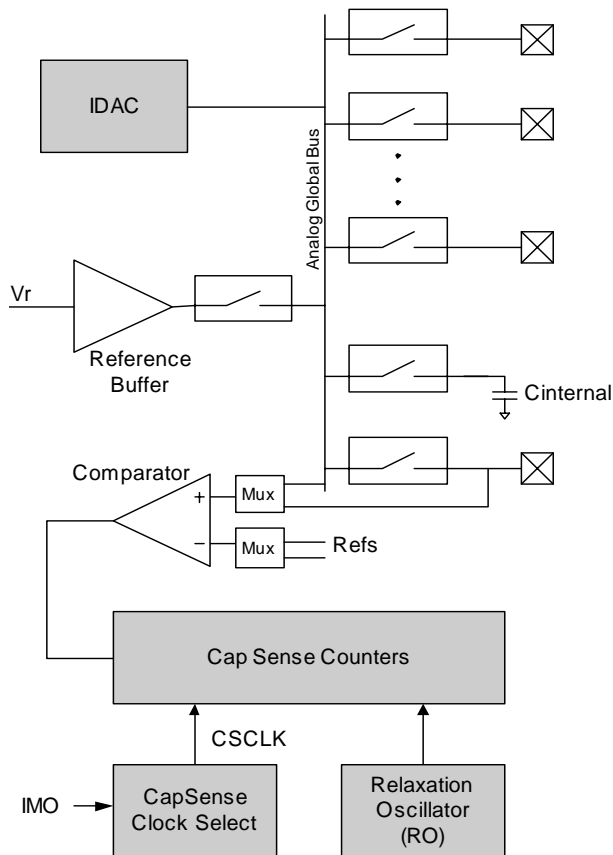 IDAC
Analog Global Bus
Vr
Reference
Buffer
Cinternal
Comparator
+
Mux
−
Mux
Refs
Cap Sense Counters
CSCLK
IMO
CapSense
Clock Select
Relaxation
Oscillator
(RO)